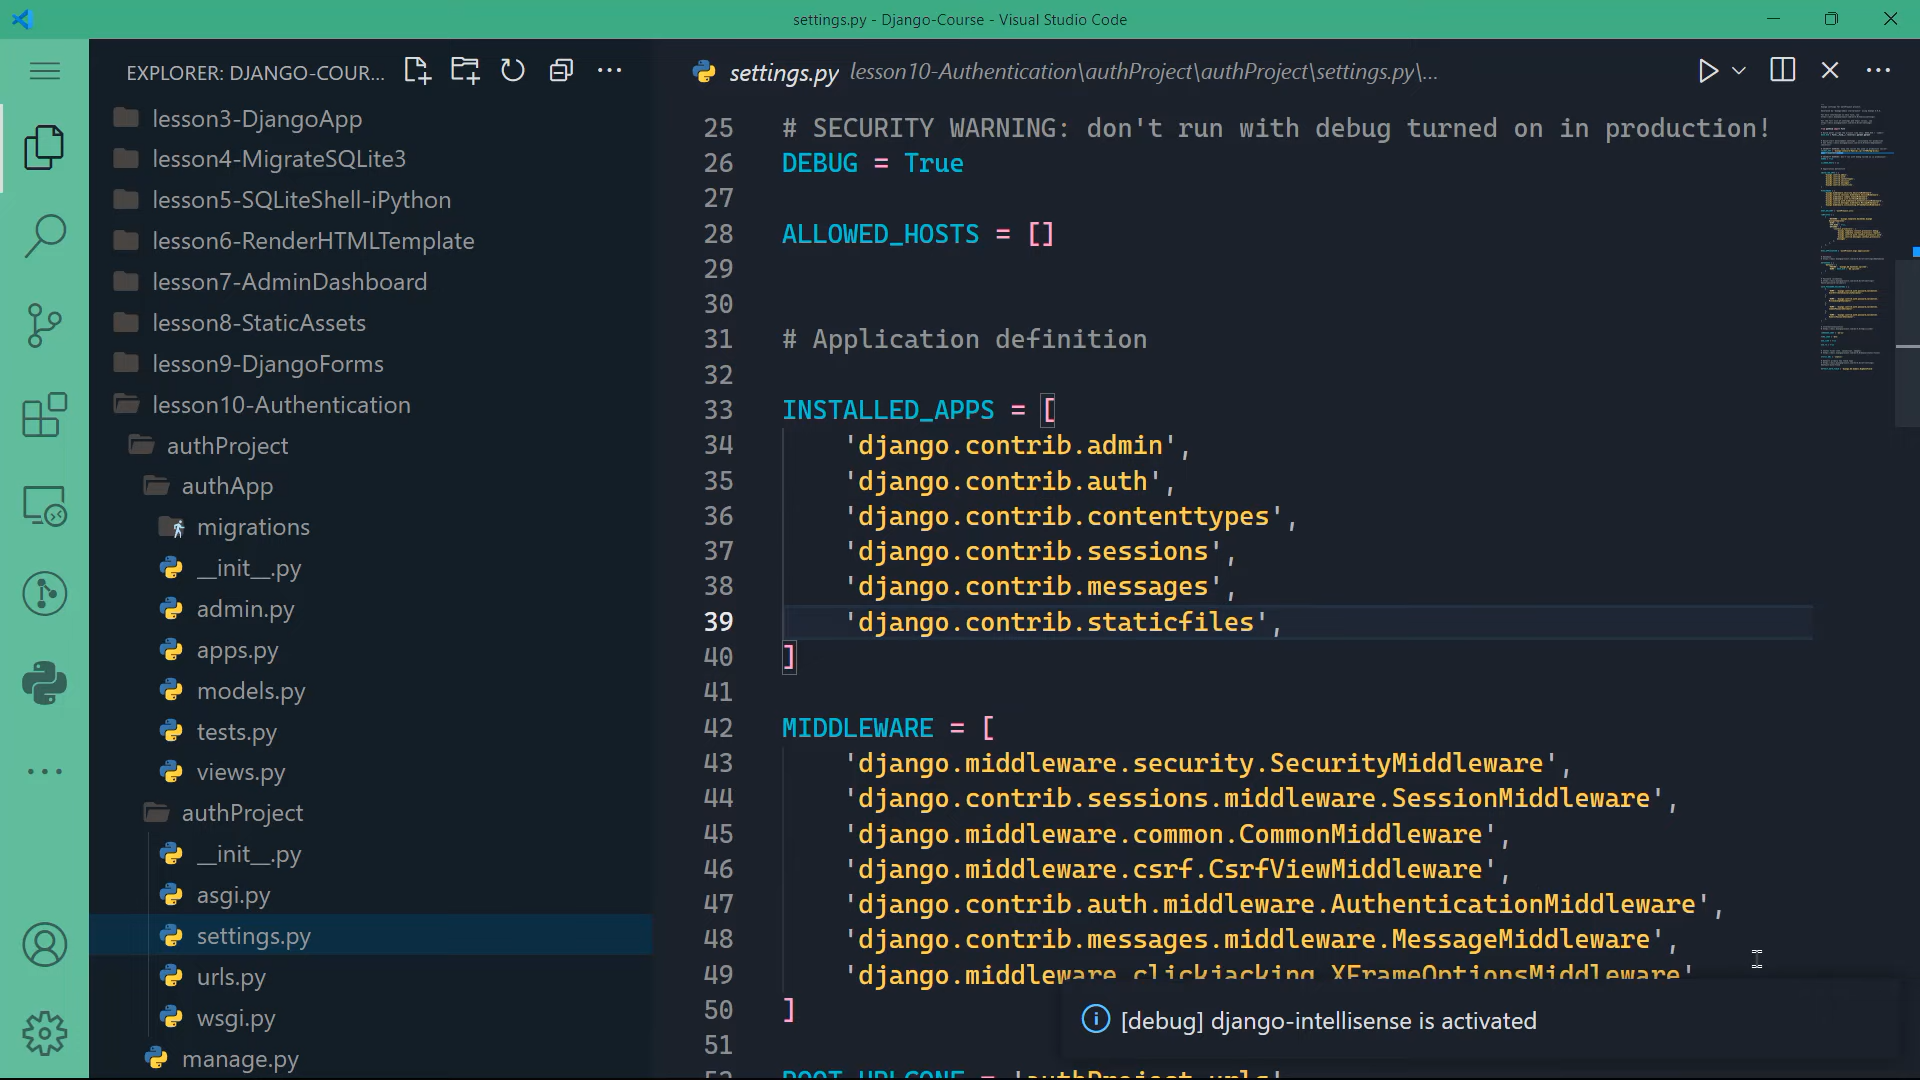 settings.py - Django-Course - Visual Studio Code
EXPLORER: DJANGO-COUR...
lesson3-DjangoApp
lesson4-MigrateSQLite3
lesson5-SQLiteShell-iPython
lesson6-RenderHTMLTemplate
lesson7-AdminDashboard
lesson8-StaticAssets
lesson9-DjangoForms
lesson10-Authentication
authProject
authApp
migrations
__init__.py
admin.py
apps.py
models.py
tests.py
views.py
authProject
__init__.py
asgi.py
settings.py
urls.py
wsgi.py
manage.py
settings.py lesson10-Authentication\authProject\authProject\settings.py\...
25 # SECURITY WARNING: don't run with debug turned on in production!
26 DEBUG = True
27
28 ALLOWED_HOSTS = []
29
30
31 # Application definition
32
33 INSTALLED_APPS = [
34 'django.contrib.admin',
35 'django.contrib.auth',
36 'django.contrib.contenttypes',
37 'django.contrib.sessions',
38 'django.contrib.messages',
39 'django.contrib.staticfiles',
40 ]
41
42 MIDDLEWARE = [
43 'django.middleware.security.SecurityMiddleware',
44 'django.contrib.sessions.middleware.SessionMiddleware',
45 'django.middleware.common.CommonMiddleware',
46 'django.middleware.csrf.CsrfViewMiddleware',
47 'django.contrib.auth.middleware.AuthenticationMiddleware',
48 'django.contrib.messages.middleware.MessageMiddleware',
49 'django.middleware.clickjacking.XFrameOptionsMiddleware'
50 ]
51
52 ROOT_URLCONF = 'authProject.urls'
[debug] django-intellisense is activated